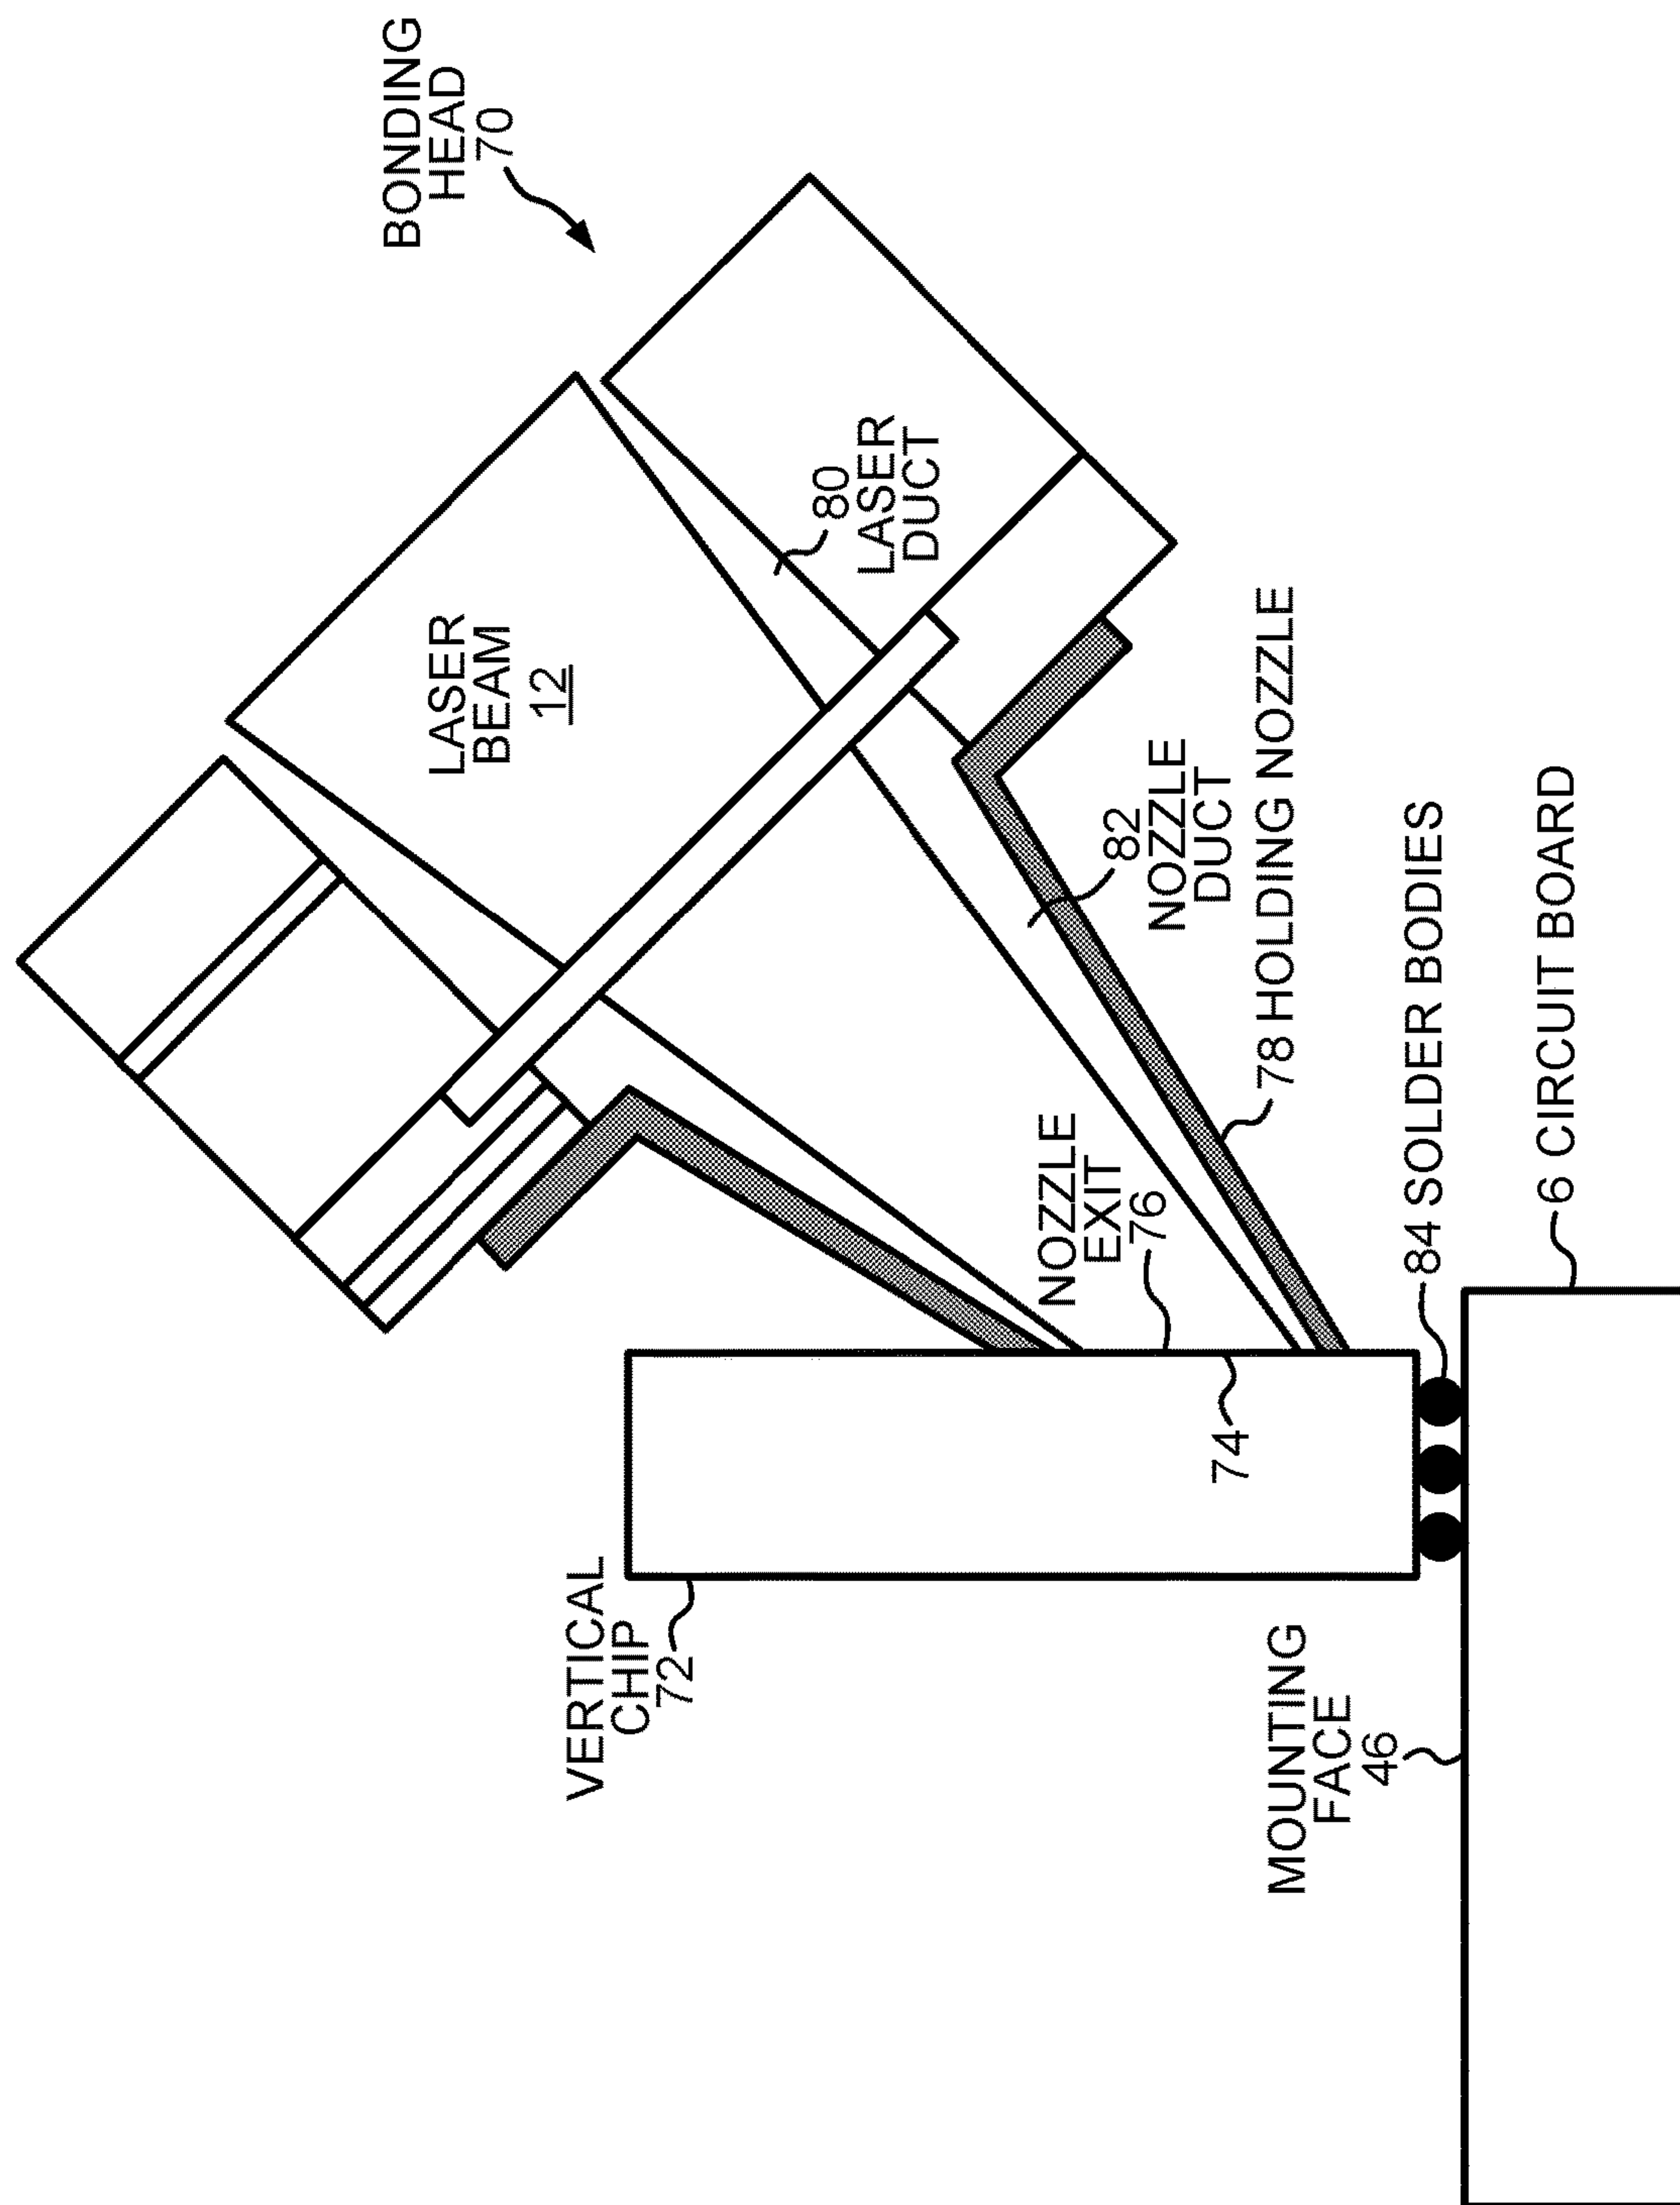 BONDING
HEAD
70
LASER
BEAM
12
80
LASER
DUCT
82
NOZZLE
DUCT
78 HOLDING NOZZLE
NOZZLE
EXIT
76
74
VERTICAL
CHIP
72
84 SOLDER BODIES
6 CIRCUIT BOARD
MOUNTING
FACE
46